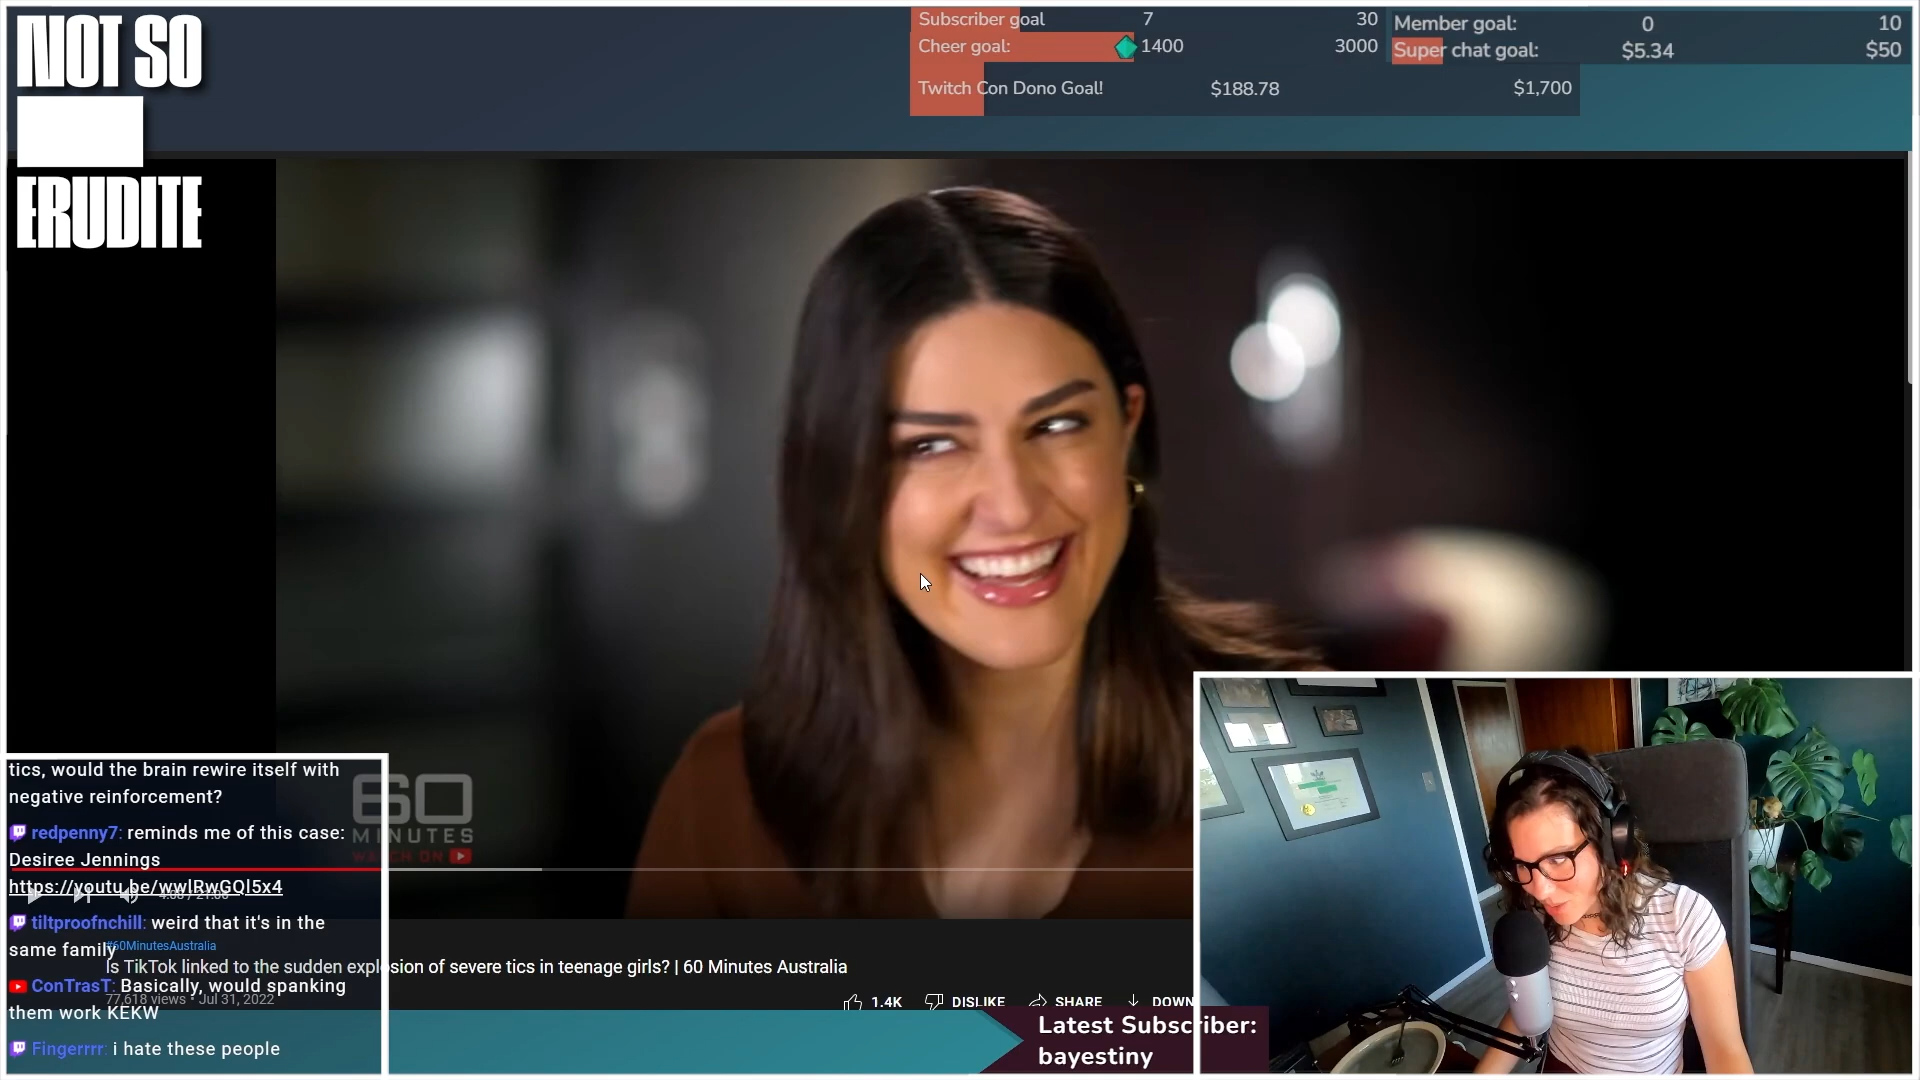 NOT SO
ERUDITE
Subscriber goal 7 30
Cheer goal: 1400 3000
Twitch Con Dono Goal! $188.78 $1,700
Member goal: 0 10
Super chat goal: $5.34 $50
60
MINUTES
WATCH ON
tics, would the brain rewire itself with
negative reinforcement?
redpenny7: reminds me of this case:
Desiree Jennings
https://youtu.be/wwlRwGQl5x4
tiltproofnchill: weird that it's in the
same family
ConTrasT: Basically, would spanking
them work KEKW
Fingerrrr: i hate these people
#60MinutesAustralia
Is TikTok linked to the sudden explosion of severe tics in teenage girls? | 60 Minutes Australia
77,618 views • Jul 31, 2022
1.4K DISLIKE SHARE DOWN
Latest Subscriber:
bayestiny